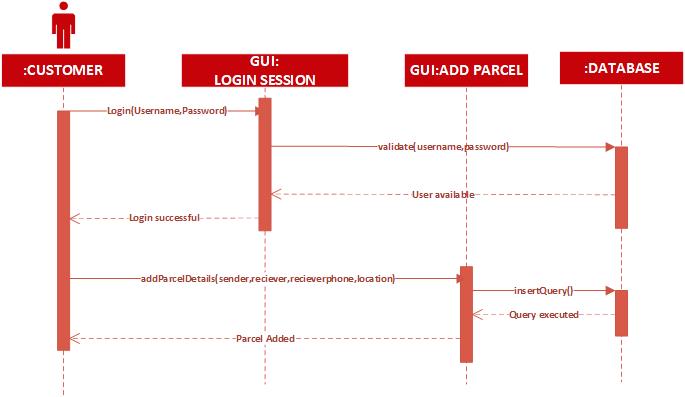 :CUSTOMER
GUI:
LOGIN SESSION
GUI:ADD PARCEL
:DATABASE
Login(Username,Password)
validate(username,password)
User available
Login successful
addParcelDetails(sender,reciever,recieverphone,location)
insertQuery()
Query executed
Parcel Added